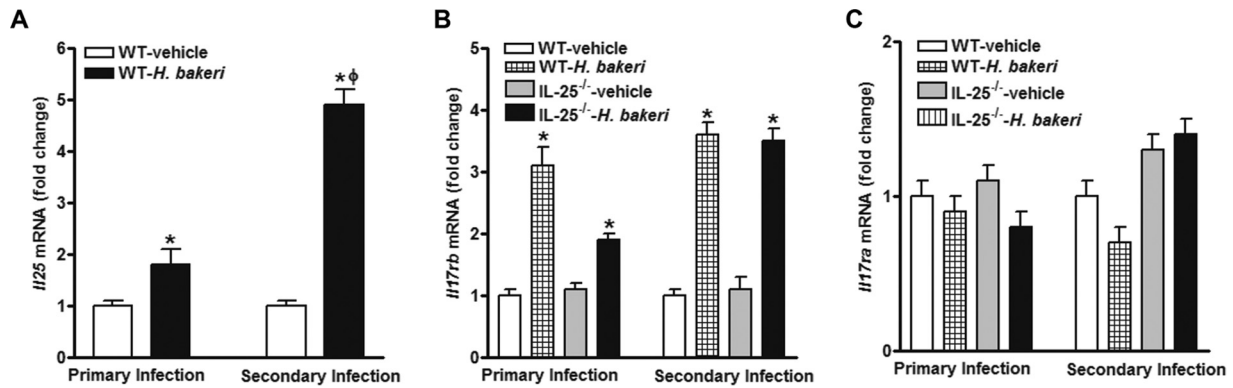 A
Il25 mRNA (fold change)
6
5
4
3
2
1
0
WT-vehicle
WT-H. bakeri
*
*ϕ
Primary Infection
Secondary Infection
B
Il17rb mRNA (fold change)
5
4
3
2
1
0
WT-vehicle
WT-H. bakeri
IL-25-/--vehicle
IL-25-/--H. bakeri
*
*
*
*
Primary Infection
Secondary Infection
C
Il17ra mRNA (fold change)
2
1
0
WT-vehicle
WT-H. bakeri
IL-25-/--vehicle
IL-25-/--H. bakeri
Primary Infection
Secondary Infection